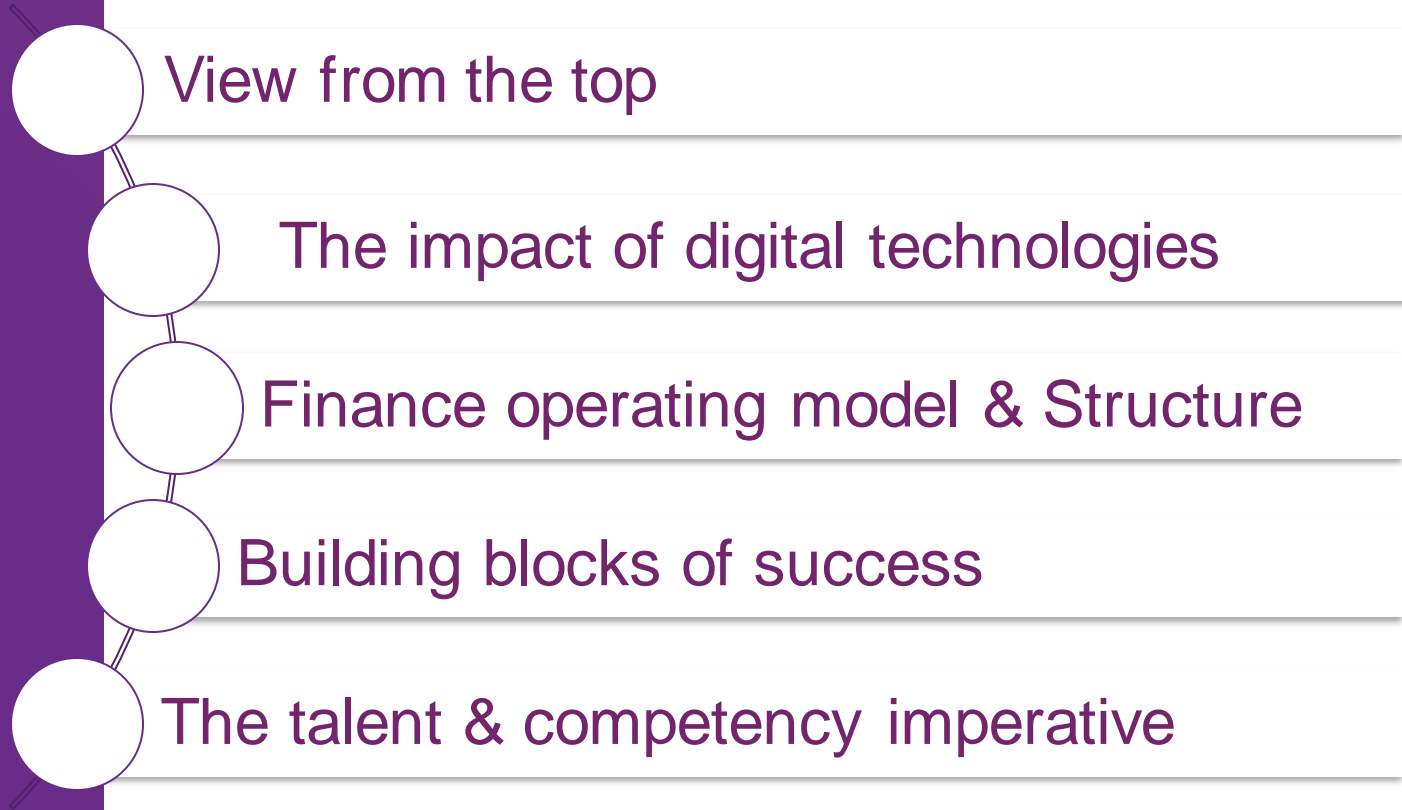 View from the top
The impact of digital technologies
Finance operating model & Structure
Building blocks of success
The talent & competency imperative